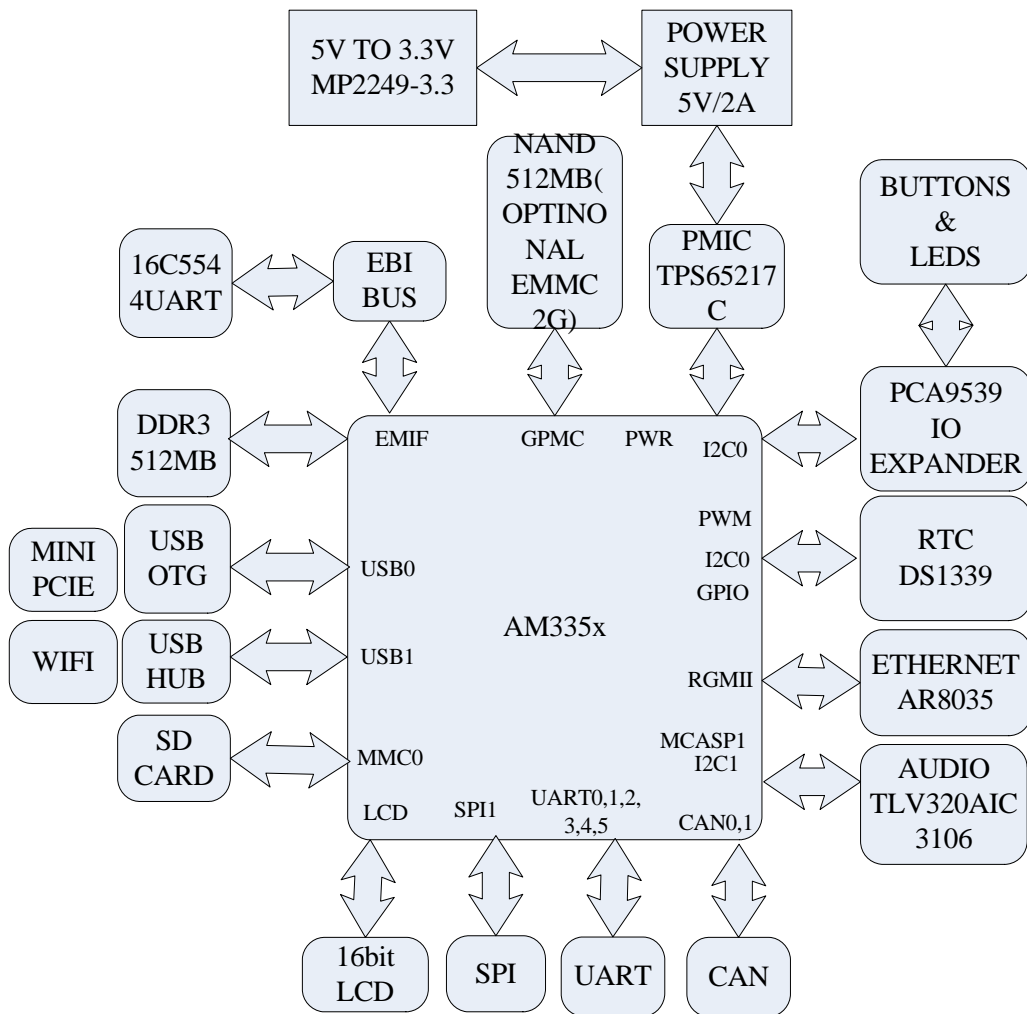 5V TO 3.3V
MP2249-3.3
POWER
SUPPLY
5V/2A
NAND
512MB(
OPTINO
NAL
EMMC
2G)
BUTTONS
&
LEDS
16C554
4UART
EBI
BUS
PMIC
TPS65217
C
DDR3
512MB
EMIF
GPMC
PWR
I2C0
PCA9539
IO
EXPANDER
MINI
PCIE
USB
OTG
USB0
PWM
I2C0
GPIO
RTC
DS1339
AM335x
WIFI
USB
HUB
USB1
RGMII
ETHERNET
AR8035
SD
CARD
MMC0
MCASP1
I2C1
AUDIO
TLV320AIC
3106
LCD
SPI1
UART0,1,2,
3,4,5
CAN0,1
16bit
LCD
SPI
UART
CAN